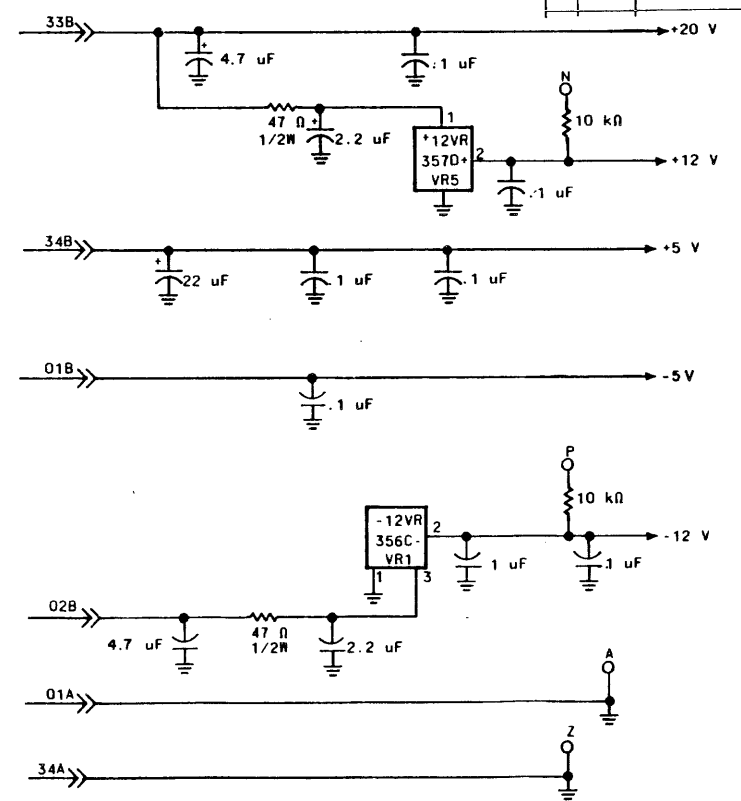 33B
+20 V
+
4.7 uF
.1 uF
N
10 kΩ
47 Ω
1/2W
+
2.2 uF
1
+12VR
357D+
VR5
2
+12 V
.1 uF
34B
+5 V
+
22 uF
.1 uF
.1 uF
01B
-5V
.1 uF
P
10 kΩ
-12VR
356C-
VR1
2
-12 V
1 uF
.1 uF
1
3
02B
4.7 uF
47 Ω
1/2W
2.2 uF
A
01A
Z
34A